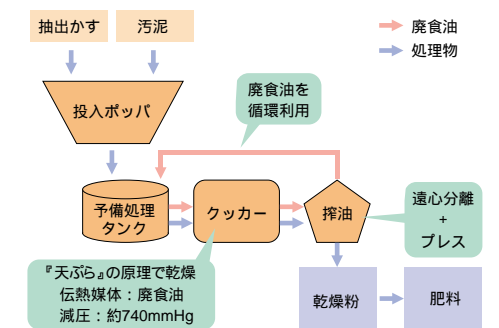 抽出かす
汚泥
廃食油
処理物
投入ポッパ
廃食油を
循環利用
予備処理
タンク
クッカー
搾油
遠心分離
+
プレス
『天ぷら』の原理で乾燥
伝熱媒体：廃食油
減圧：約740mmHg
乾燥粉
肥料